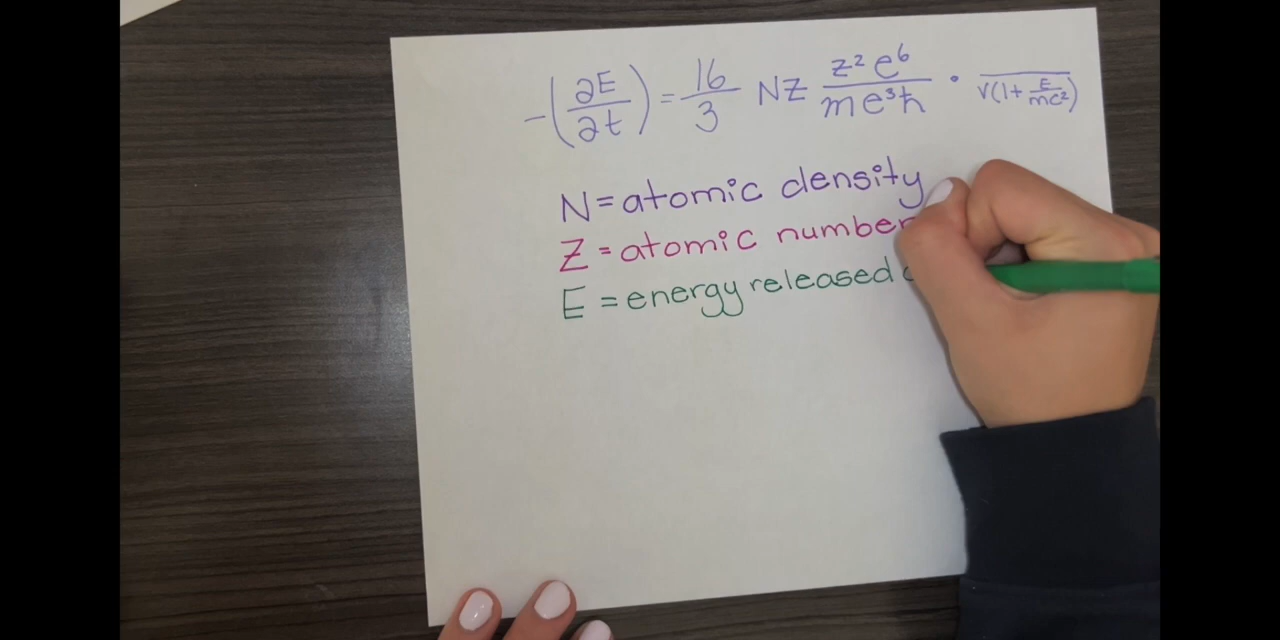 -(∂E/∂t) = 16/3 NZ z²e⁶/me³ħ · /v(1+E/mc²)
N=atomic density
Z = atomic number
E = energy released